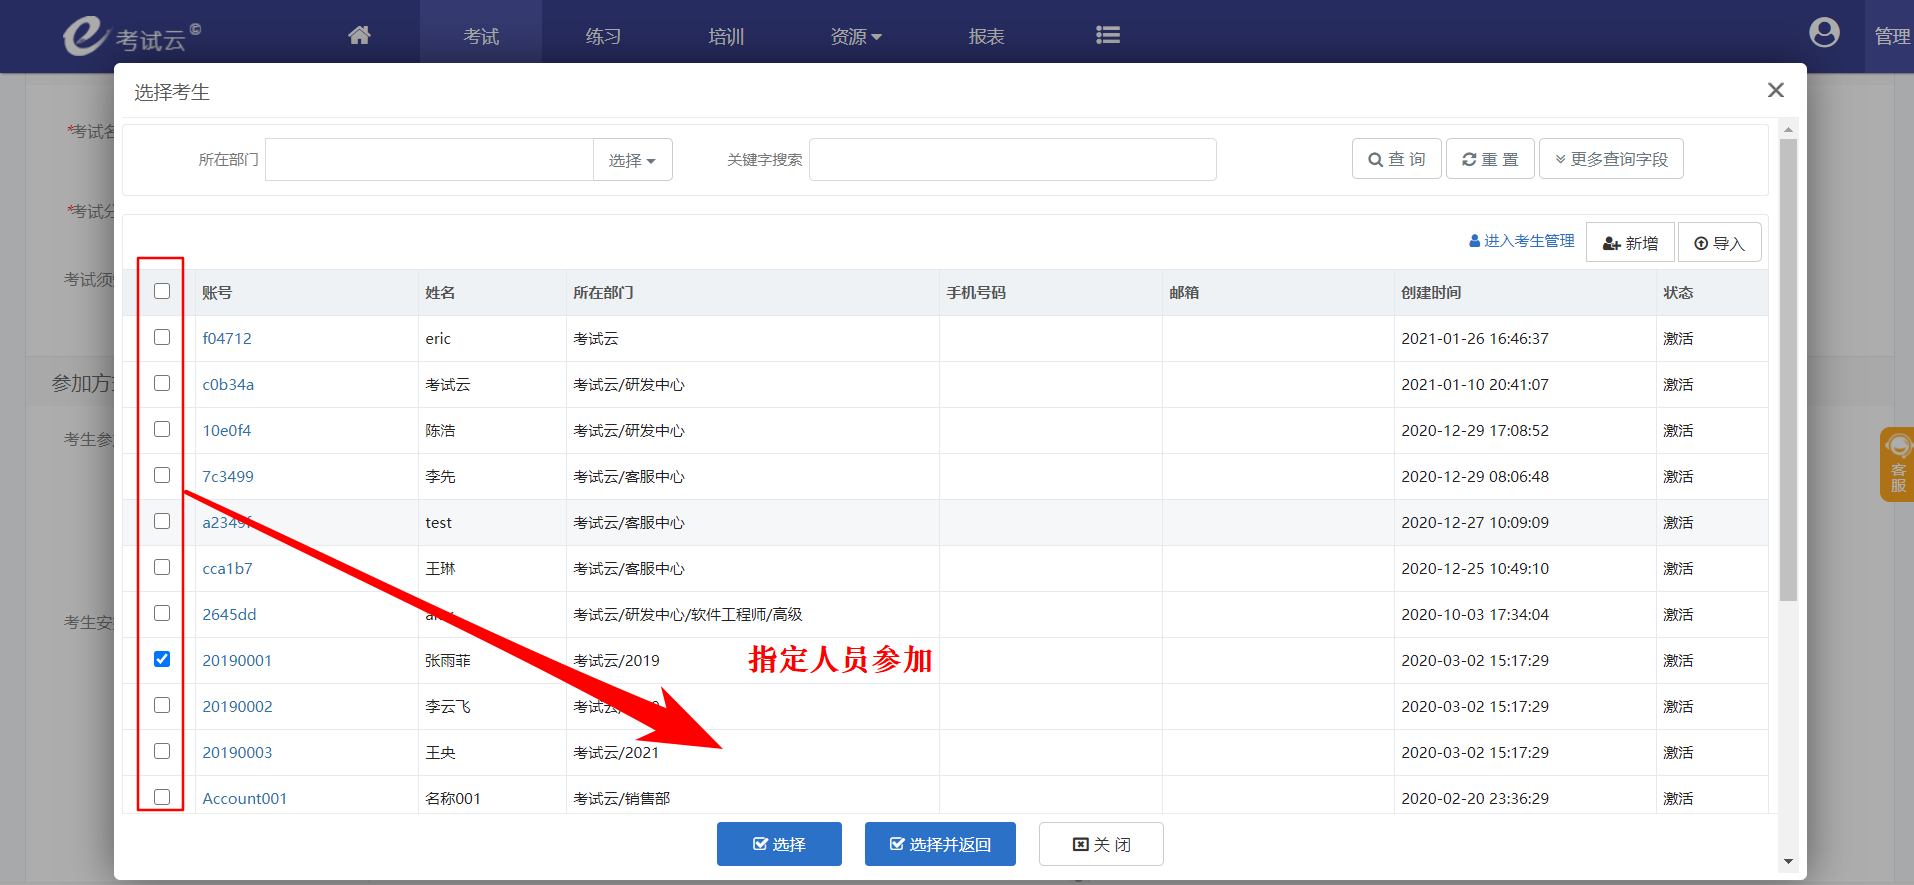 考试云©
考试
练习
培训
资源
报表
管理
选择考生
*考试名
*考试分
考试须
参加方
考生参
考生安
所在部门
选择
关键字搜索
查 询
重 置
更多查询字段
进入考生管理
新增
导入
账号 姓名 所在部门 手机号码 邮箱 创建时间 状态
f04712 eric 考试云 2021-01-26 16:46:37 激活
c0b34a 考试云 考试云/研发中心 2021-01-10 20:41:07 激活
10e0f4 陈浩 考试云/研发中心 2020-12-29 17:08:52 激活
7c3499 李先 考试云/客服中心 2020-12-29 08:06:48 激活
a2349f test 考试云/客服中心 2020-12-27 10:09:09 激活
cca1b7 王琳 考试云/客服中心 2020-12-25 10:49:10 激活
2645dd 考试云/研发中心/软件工程师/高级 2020-10-03 17:34:04 激活
20190001 张雨菲 考试云/2019 2020-03-02 15:17:29 激活
指定人员参加
20190002 李云飞 考试云 2020-03-02 15:17:29 激活
20190003 王央 考试云/2021 2020-03-02 15:17:29 激活
Account001 名称001 考试云/销售部 2020-02-20 23:36:29 激活
选择
选择并返回
关 闭
客服